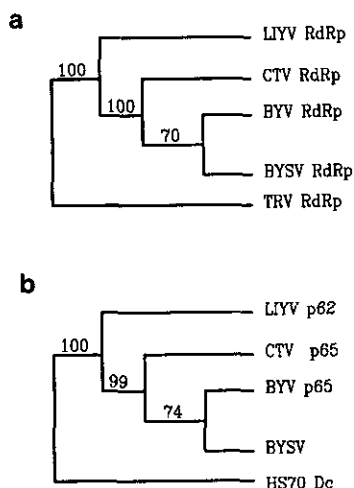 a
LIYV RdRp
100
CTV RdRp
100
BYV RdRp
70
BYSV RdRp
TRV RdRp
b
LIYV p62
100
CTV p65
99
BYV p65
74
BYSV
HS70 Dc